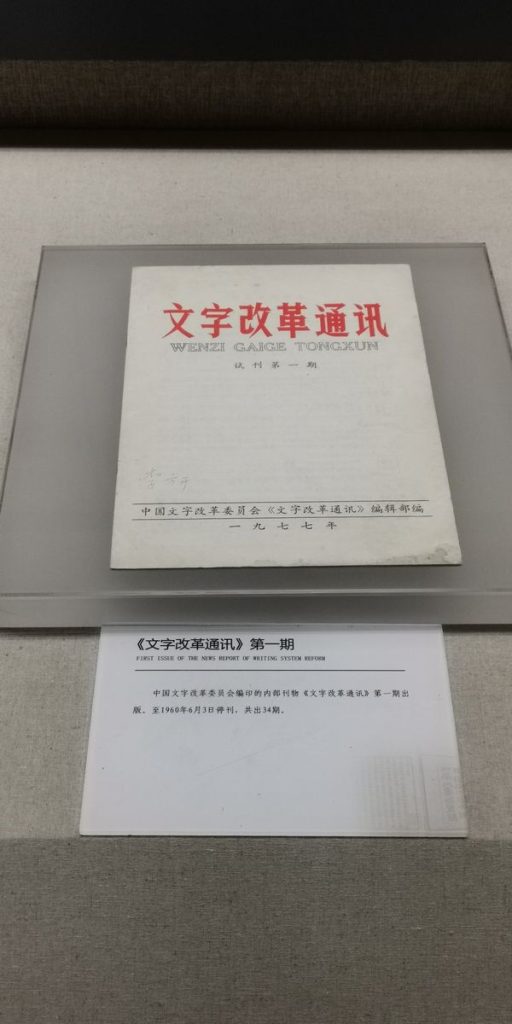 文字改革通讯
WENZI GAIGE TONGXUN
试刊第一期
中国文字改革委员会《文字改革通讯》编辑部编
一九七七年
《文字改革通讯》第一期
FIRST ISSUE OF THE NEWS REPORT OF WRITING SYSTEM REFORM
中国文字改革委员会编印的内部刊物《文字改革通讯》第一期出
版。至1960年6月3日停刊，共出34期。